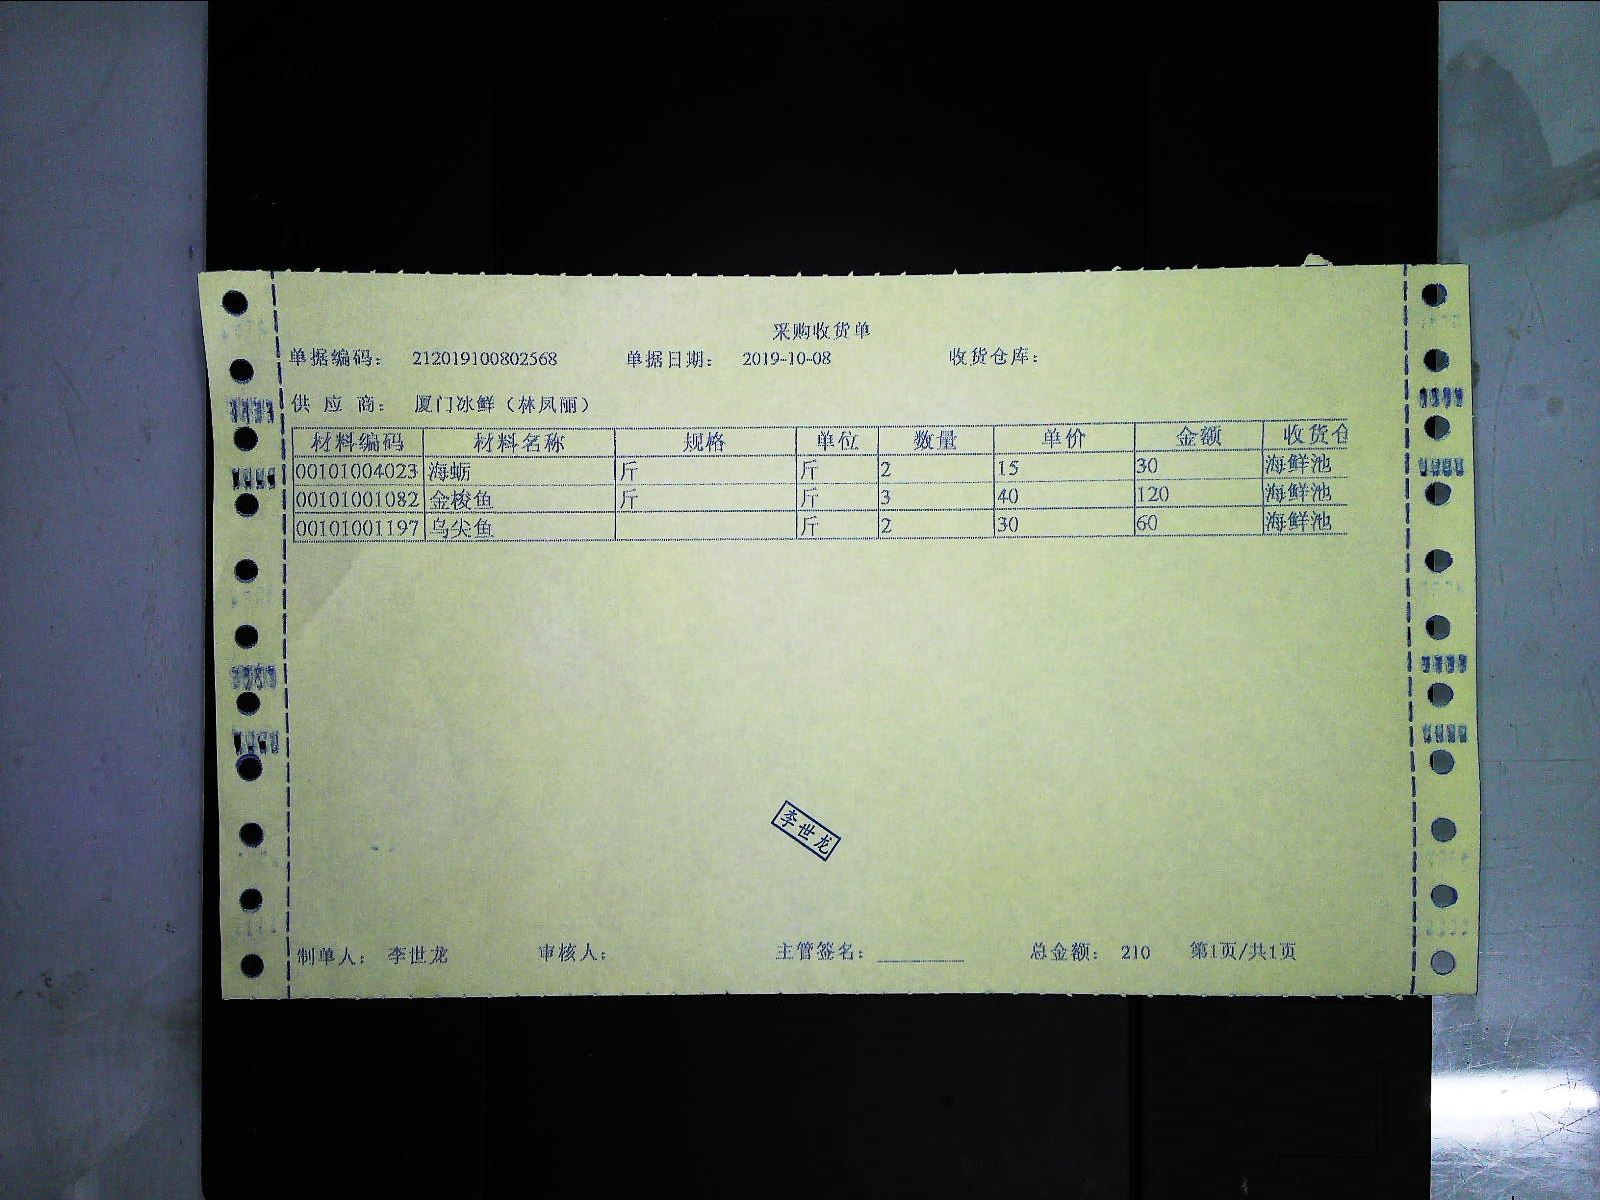 采购收货单
单据编码： 212019100802568 单据日期： 2019-10-08 收货仓库：
供 应 商： 厦门冰鲜（林凤丽）
材料编码 材料名称 规格 单位 数量 单价 金额 收货仓
00101004023 海蛎 斤 斤 2 15 30 海鲜池
00101001082 金梭鱼 斤 斤 3 40 120 海鲜池
00101001197 乌尖鱼 斤 2 30 60 海鲜池
李世龙
制单人： 李世龙 审核人： 主管签名：________ 总金额： 210 第1页/共1页